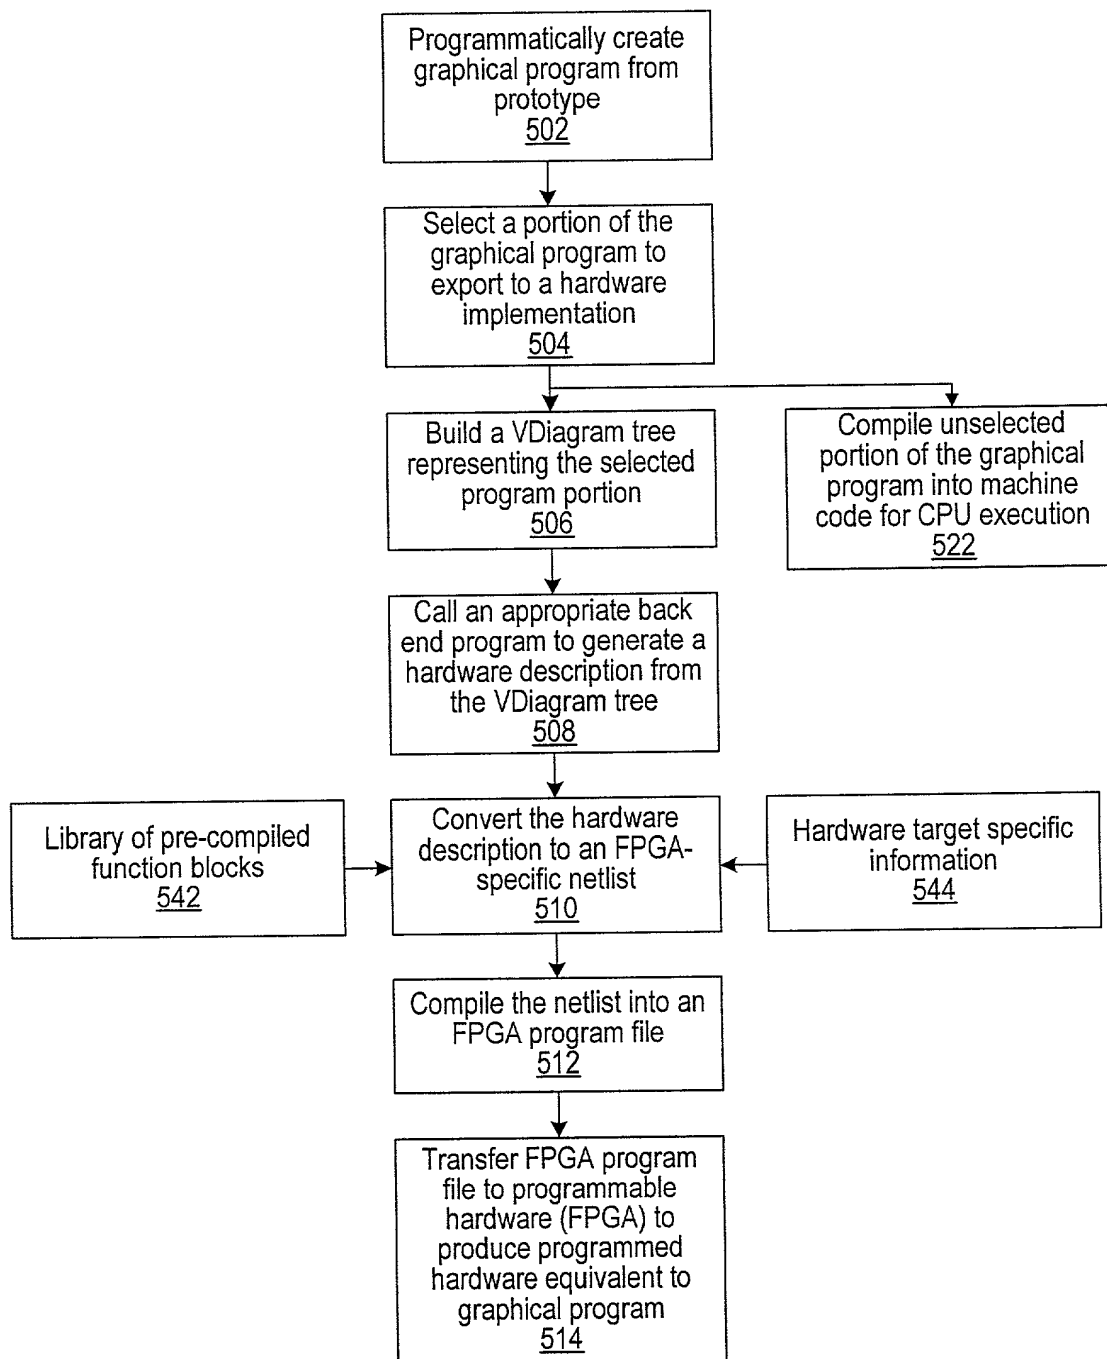 Programmatically create
graphical program from
prototype
502
Select a portion of the
graphical program to
export to a hardware
implementation
504
Build a VDiagram tree
representing the selected
program portion
506
Compile unselected
portion of the graphical
program into machine
code for CPU execution
522
Call an appropriate back
end program to generate a
hardware description from
the VDiagram tree
508
Library of pre-compiled
function blocks
542
Convert the hardware
description to an FPGA-
specific netlist
510
Hardware target specific
information
544
Compile the netlist into an
FPGA program file
512
Transfer FPGA program
file to programmable
hardware (FPGA) to
produce programmed
hardware equivalent to
graphical program
514